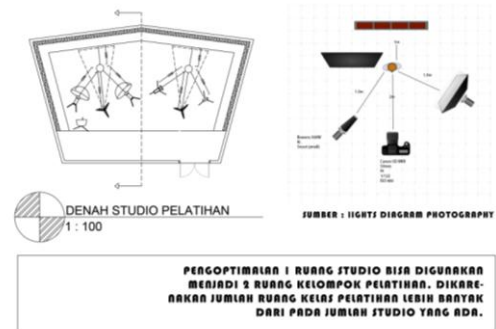 DENAH STUDIO PELATIHAN
1 : 100
SUMBER : lIGHTS DIAGRAM PHOTOGRAPHY
PENGOPTIMALAN 1 RUANG STUDIO BISA DIGUNAKAN
MENJADI 2 RUANG KELOMPOK PELATIHAN. DIKARE-
NAKAN JUMLAH RUANG KELAS PELATIHAN LEBIH BANYAK
DARI PADA JUMLAH STUDIO YANG ADA.